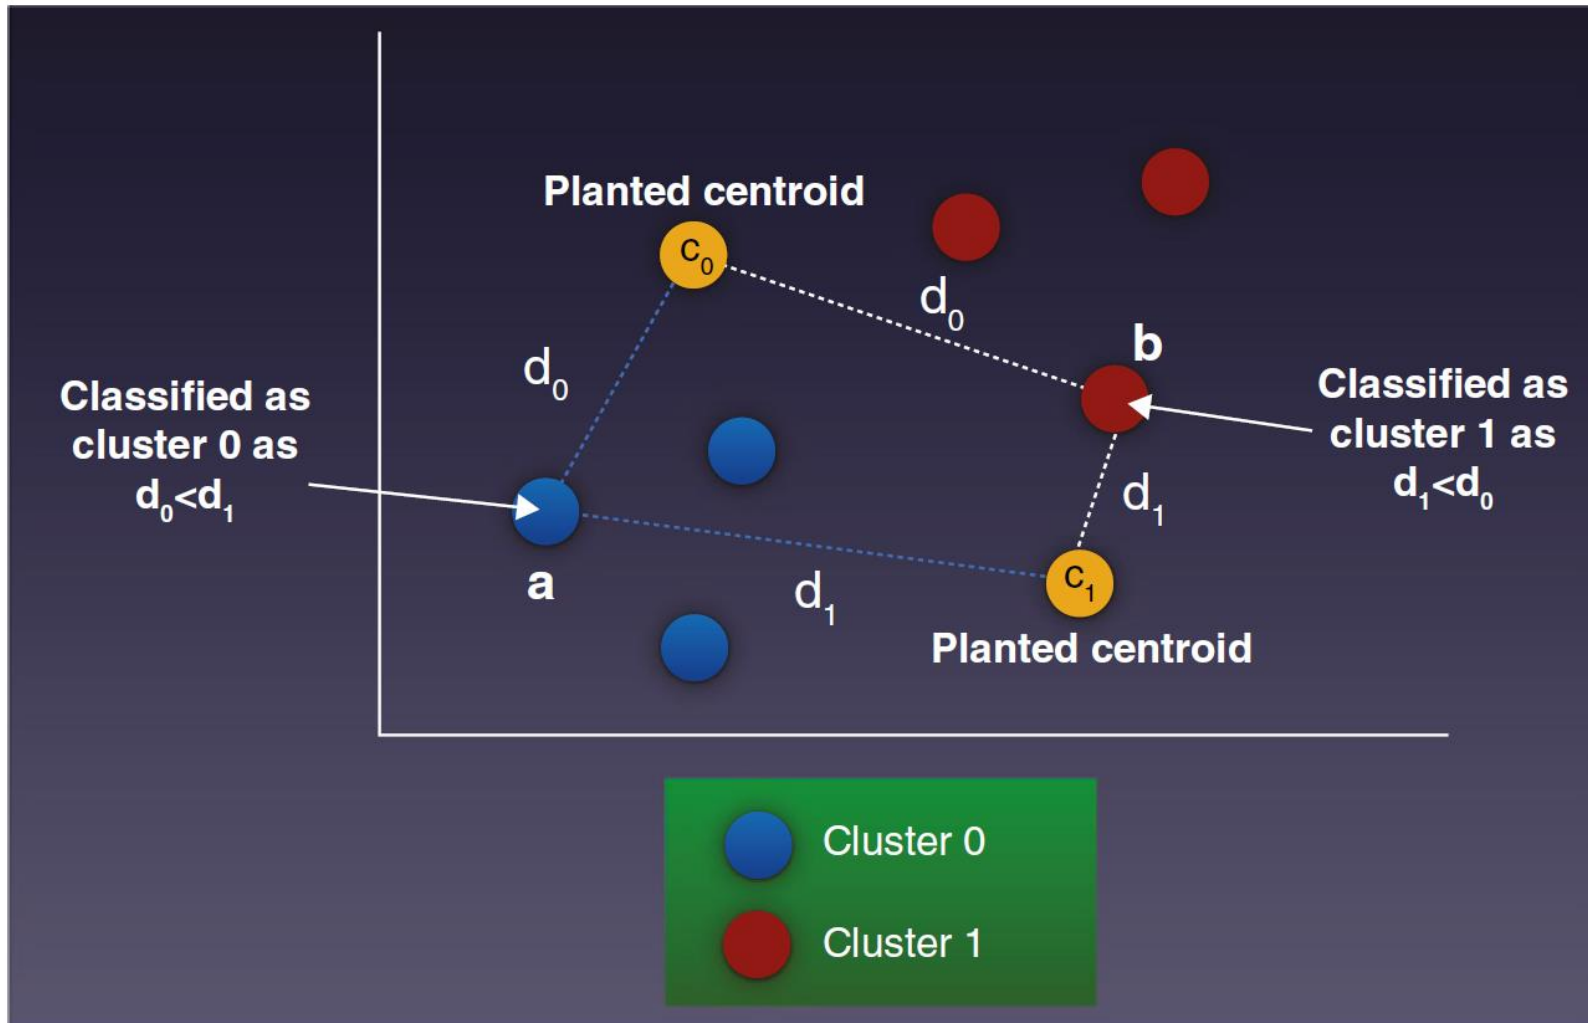 Planted centroid
c₀
d₀
b
d₀
Classified as
cluster 0 as
d₀<d₁
Classified as
cluster 1 as
d₁<d₀
d₁
a
d₁
c₁
Planted centroid
Cluster 0
Cluster 1